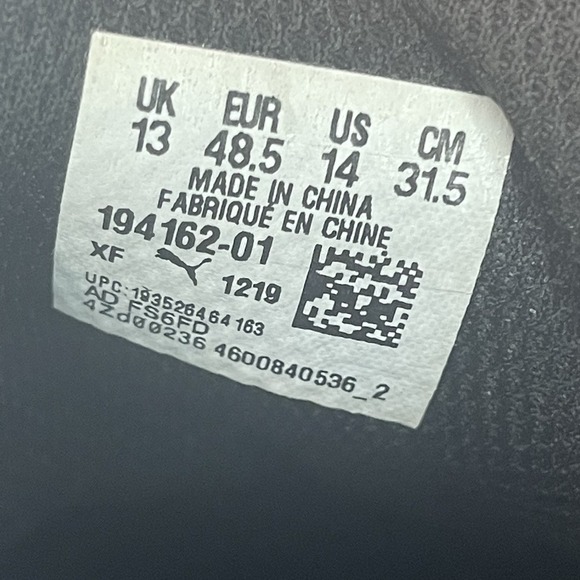 UK EUR US CM
13 48.5 14 31.5
MADE IN CHINA
FABRIQUÉ EN CHINE
194162-01
XF 1219
UPC:193526464163
AD FS6FD
4Zd00236 4600840536_2